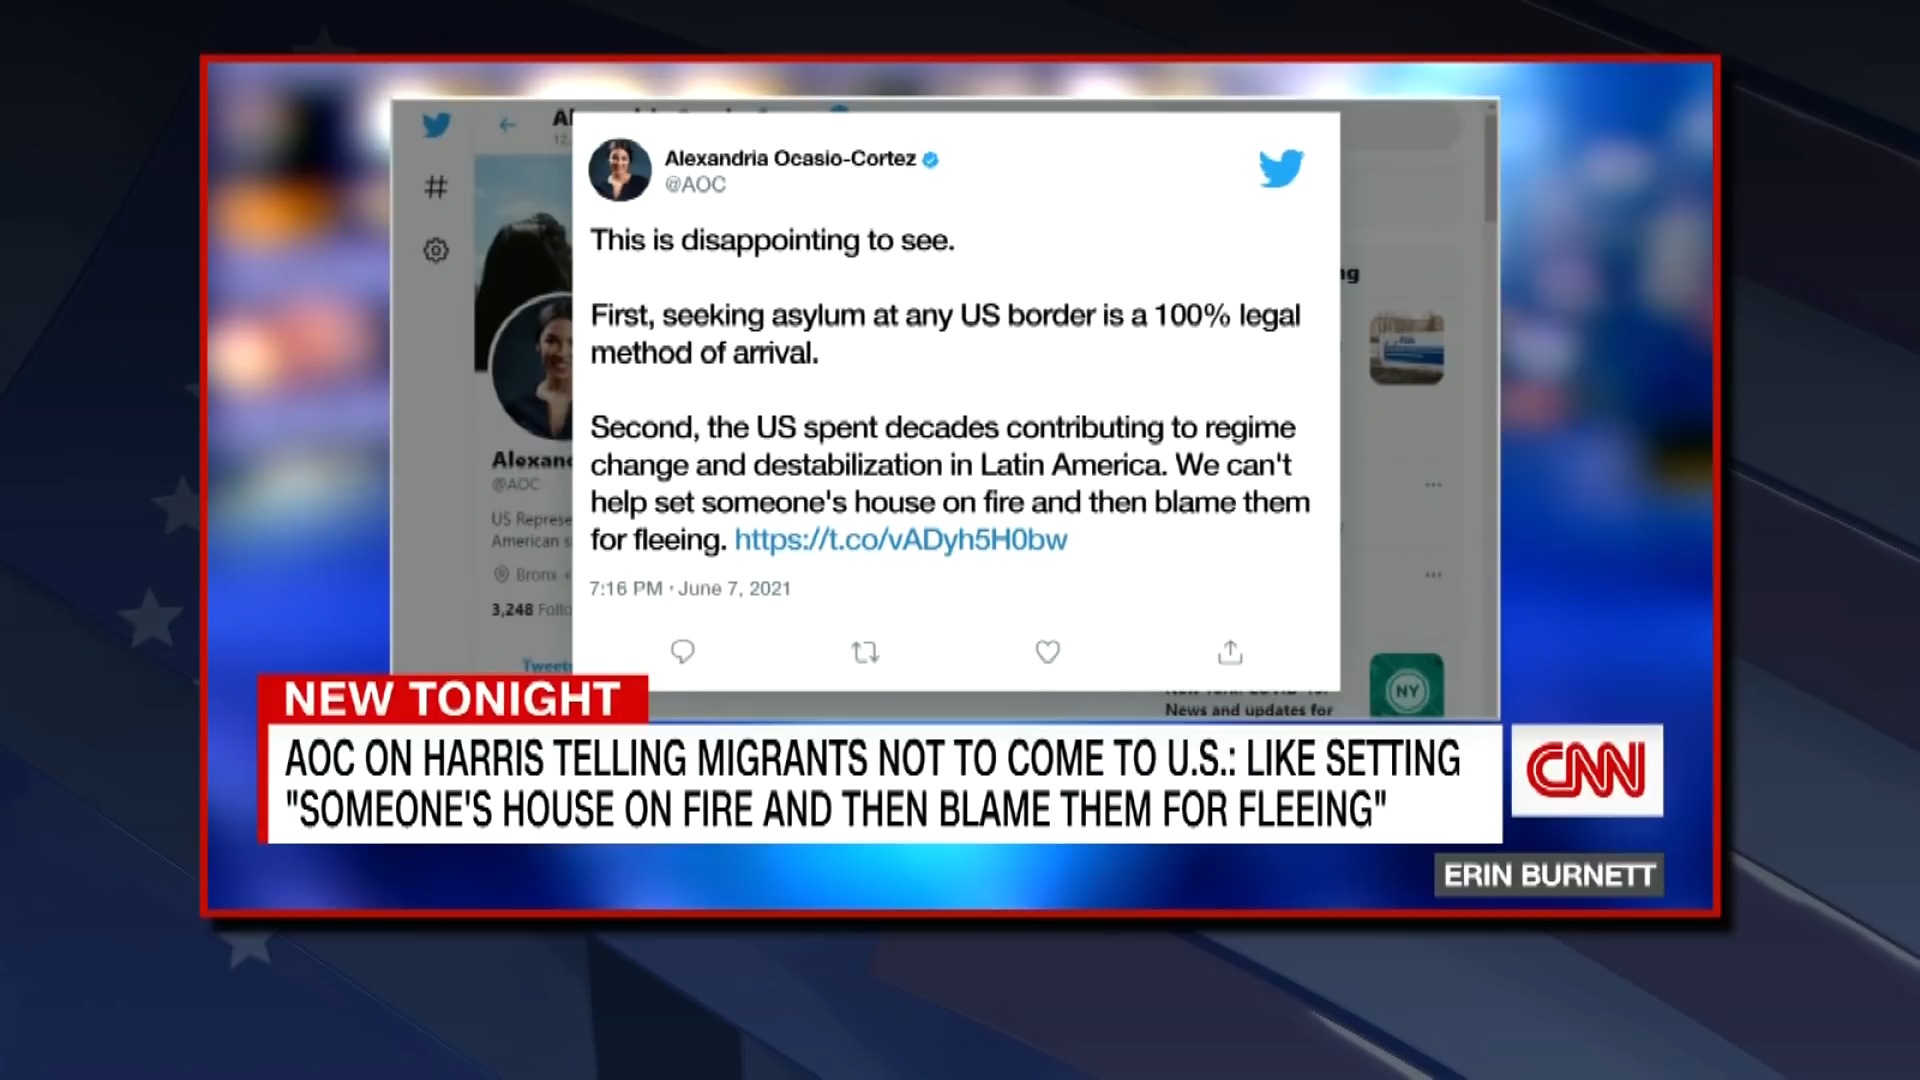 Alexandria Ocasio-Cortez
@AOC
This is disappointing to see.
First, seeking asylum at any US border is a 100% legal
method of arrival.
Second, the US spent decades contributing to regime
change and destabilization in Latin America. We can't
help set someone's house on fire and then blame them
for fleeing. https://t.co/vADyh5H0bw
7:16 PM · June 7, 2021
#
@AOC
US
American
Bronx
3,248
NY
News and updates for
NEW TONIGHT
AOC ON HARRIS TELLING MIGRANTS NOT TO COME TO U.S.: LIKE SETTING
"SOMEONE'S HOUSE ON FIRE AND THEN BLAME THEM FOR FLEEING"
CNN
ERIN BURNETT